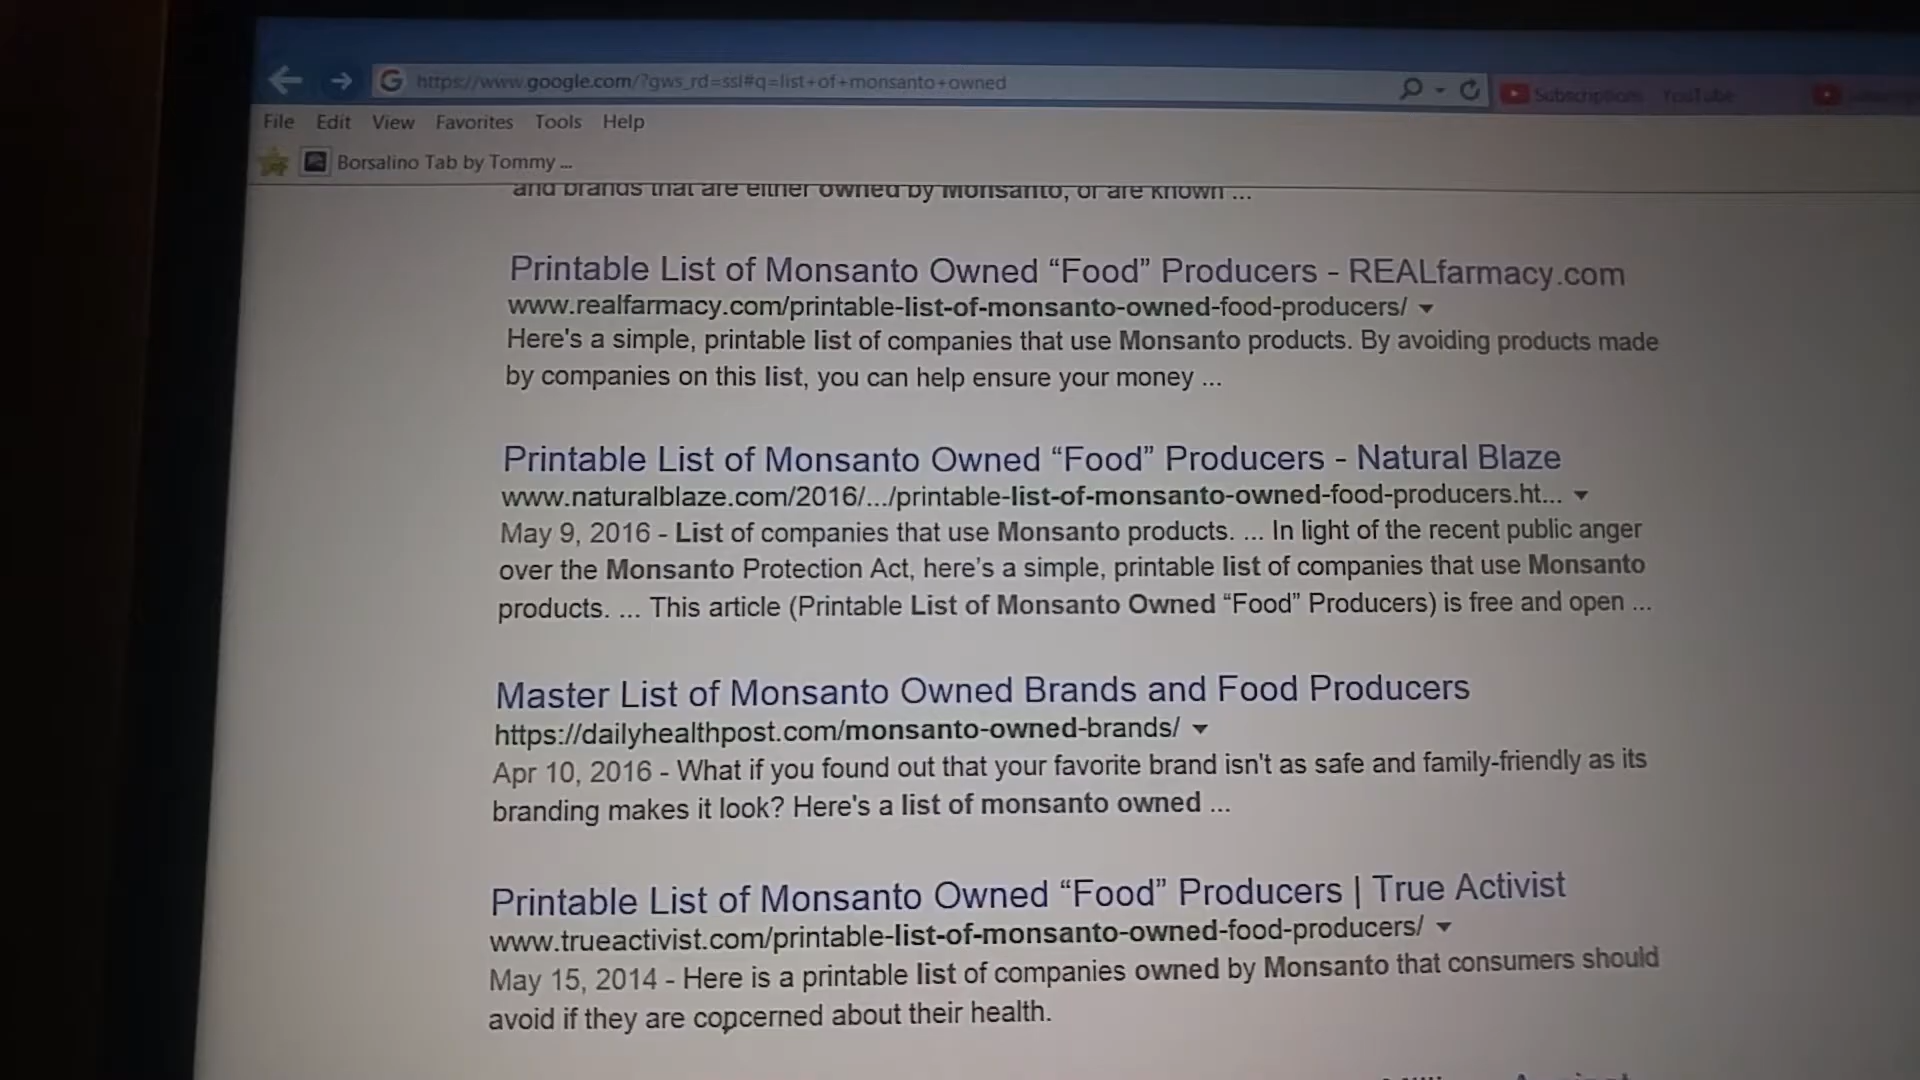 https://www.google.com/?gws_rd=ssl#q=list+of+monsanto+owned
Subscriptions YouTube
File Edit View Favorites Tools Help
Borsalino Tab by Tommy ...
and brands that are either owned by Monsanto, or are known ...
Printable List of Monsanto Owned “Food” Producers - REALfarmacy.com
www.realfarmacy.com/printable-list-of-monsanto-owned-food-producers/
Here's a simple, printable list of companies that use Monsanto products. By avoiding products made
by companies on this list, you can help ensure your money ...
Printable List of Monsanto Owned “Food” Producers - Natural Blaze
www.naturalblaze.com/2016/.../printable-list-of-monsanto-owned-food-producers.ht...
May 9, 2016 - List of companies that use Monsanto products. ... In light of the recent public anger
over the Monsanto Protection Act, here's a simple, printable list of companies that use Monsanto
products. ... This article (Printable List of Monsanto Owned “Food” Producers) is free and open ...
Master List of Monsanto Owned Brands and Food Producers
https://dailyhealthpost.com/monsanto-owned-brands/
Apr 10, 2016 - What if you found out that your favorite brand isn't as safe and family-friendly as its
branding makes it look? Here's a list of monsanto owned ...
Printable List of Monsanto Owned “Food” Producers | True Activist
www.trueactivist.com/printable-list-of-monsanto-owned-food-producers/
May 15, 2014 - Here is a printable list of companies owned by Monsanto that consumers should
avoid if they are concerned about their health.